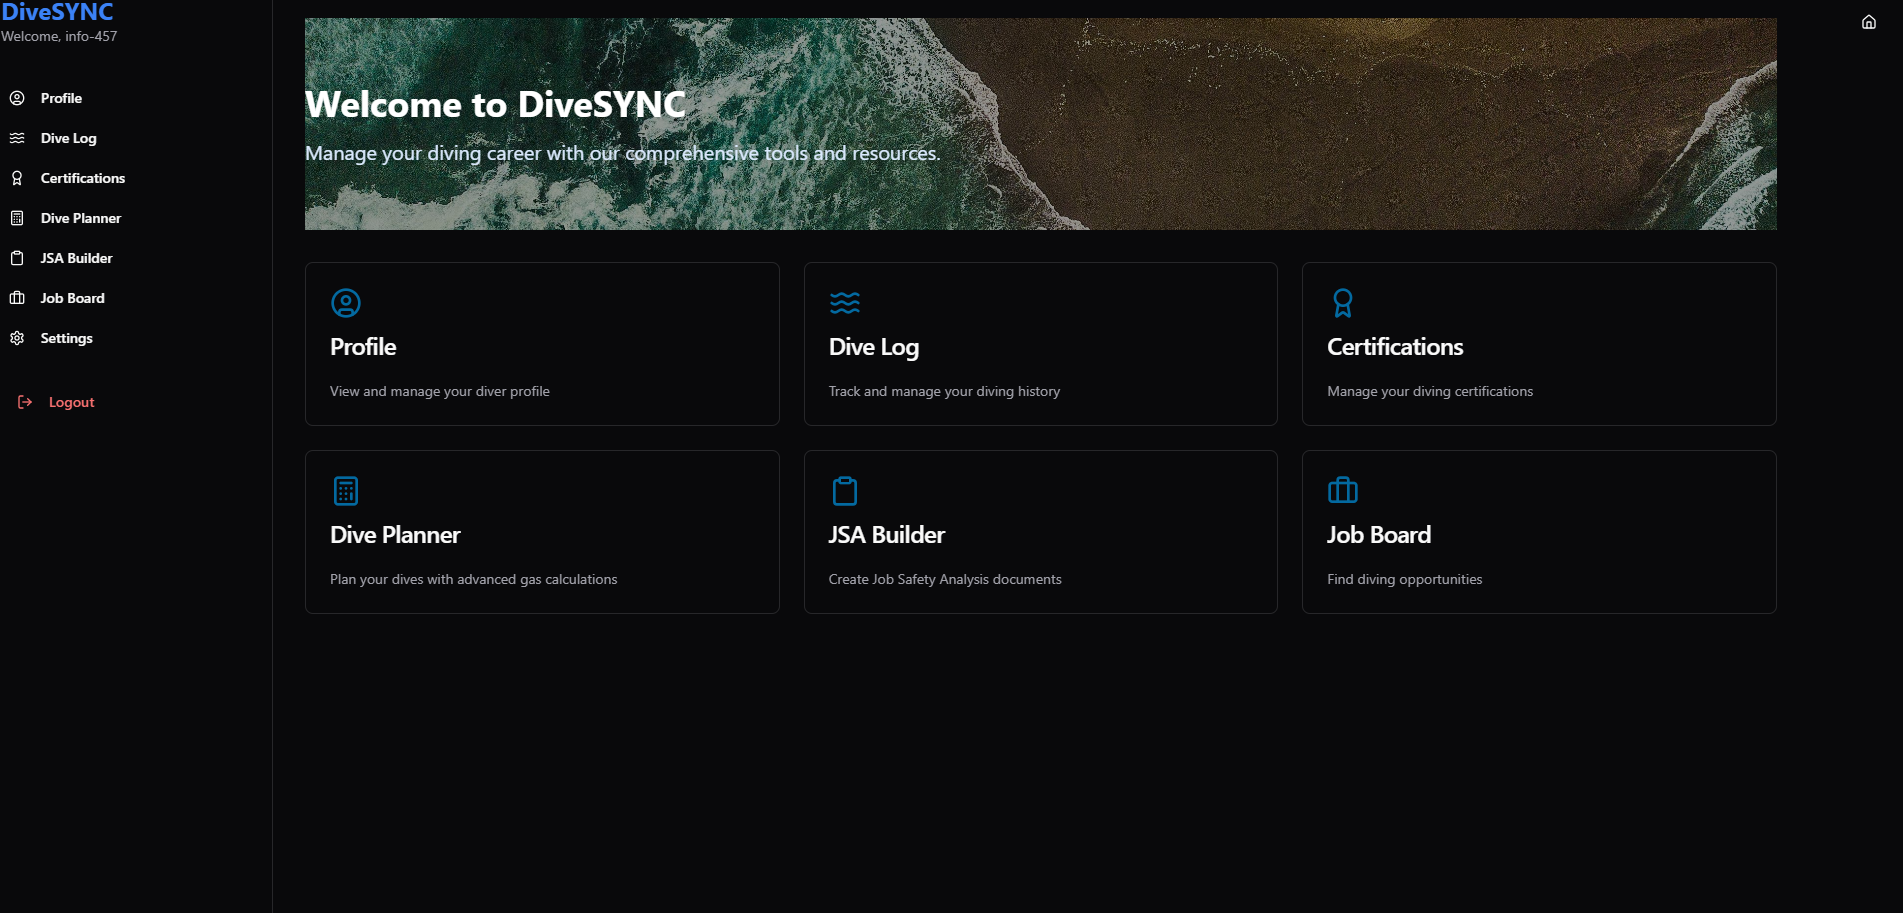 DiveSYNC
Welcome, info-457
Profile
Dive Log
Certifications
Dive Planner
JSA Builder
Job Board
Settings
Logout
Welcome to DiveSYNC
Manage your diving career with our comprehensive tools and resources.
Profile
View and manage your diver profile
Dive Log
Track and manage your diving history
Certifications
Manage your diving certifications
Dive Planner
Plan your dives with advanced gas calculations
JSA Builder
Create Job Safety Analysis documents
Job Board
Find diving opportunities